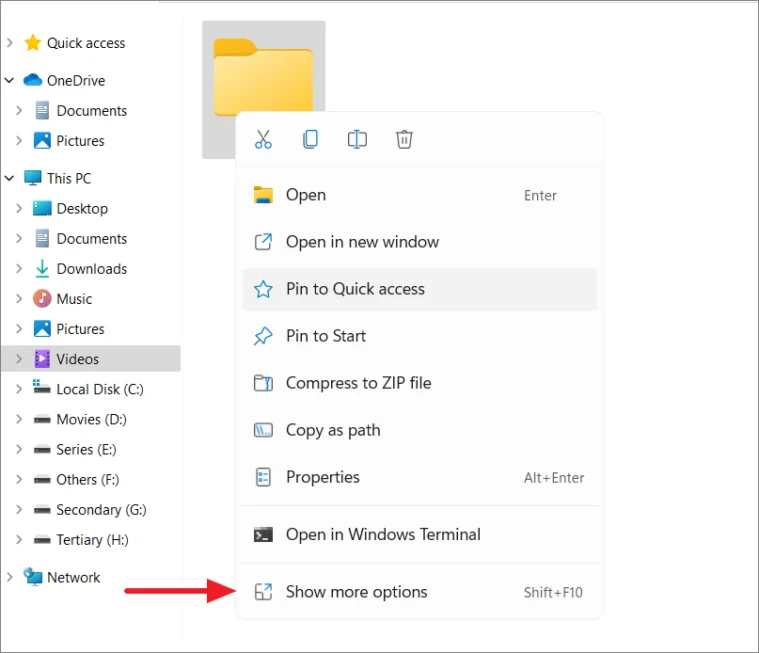 Quick access
OneDrive
Documents
Pictures
This PC
Desktop
Documents
Downloads
Music
Pictures
Videos
Local Disk (C:)
Movies (D:)
Series (E:)
Others (F:)
Secondary (G:)
Tertiary (H:)
Network
Open Enter
Open in new window
Pin to Quick access
Pin to Start
Compress to ZIP file
Copy as path
Properties Alt+Enter
Open in Windows Terminal
Show more options Shift+F10